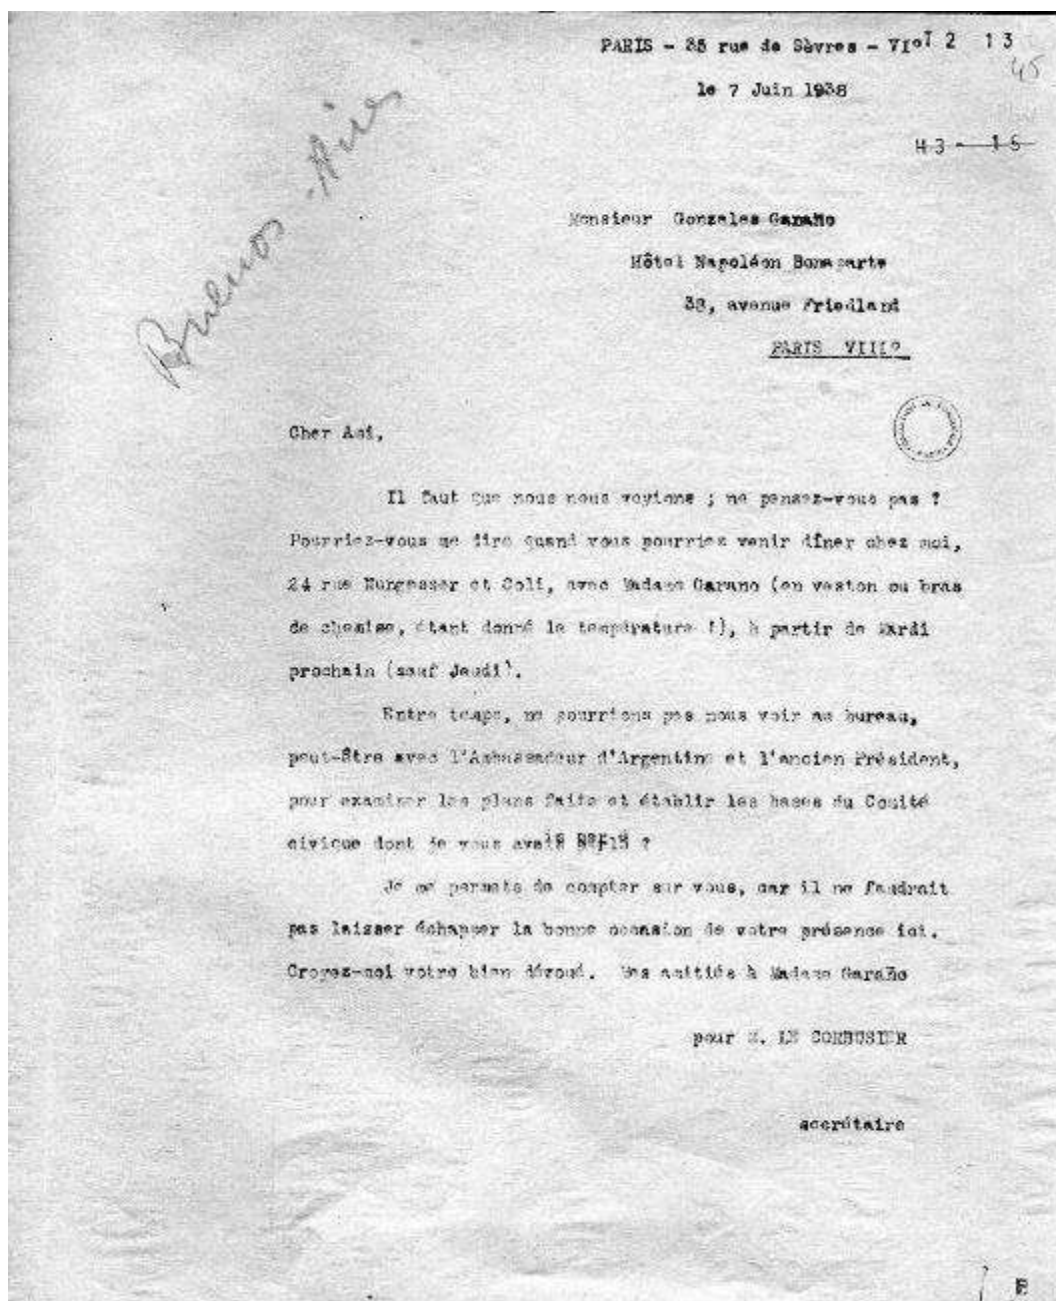 PARIS - 35 rue de Sèvres - VI° I 2 13
45
le 7 Juin 1938
H3 - 16
Buenos-Aires
Monsieur Gonzales Garaño
Hôtel Napoléon Bonaparte
38, avenue Friedland
PARIS VIII°
Cher Ami,
Il faut que nous nous voyions ; ne pensez-vous pas ?
Pourriez-vous me dire quand vous pourriez venir dîner chez moi,
24 rue Nungesser et Coli, avec Madame Garano (en veston ou bras
de chemise, étant donné la température !), à partir de Mardi
prochain (sauf Jeudi).
Entre temps, ne pourrions pas nous voir au bureau,
peut-être avec l'Ambassadeur d'Argentine et l'ancien Président,
pour examiner les plans faits et établir les bases du Comité
civique dont je vous avais ?
Je me permets de compter sur vous, car il ne faudrait
pas laisser échapper la bonne occasion de votre présence ici.
Croyez-moi votre bien dévoué. Mes amitiés à Madame Garaño
pour M. LE CORBUSIER
secrétaire